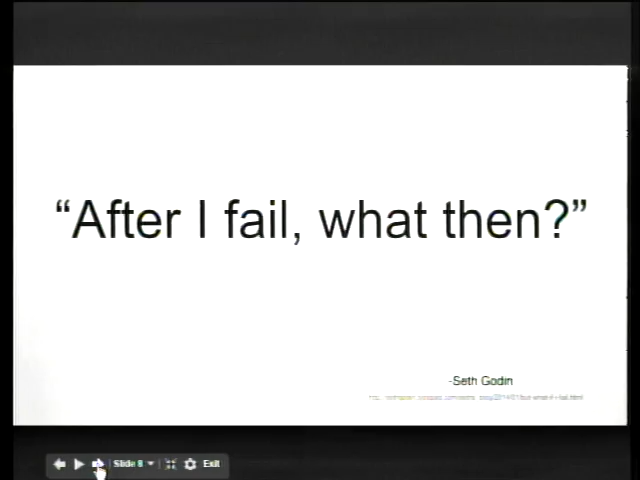 “After I fail, what then?”
-Seth Godin
Slide 8
Exit